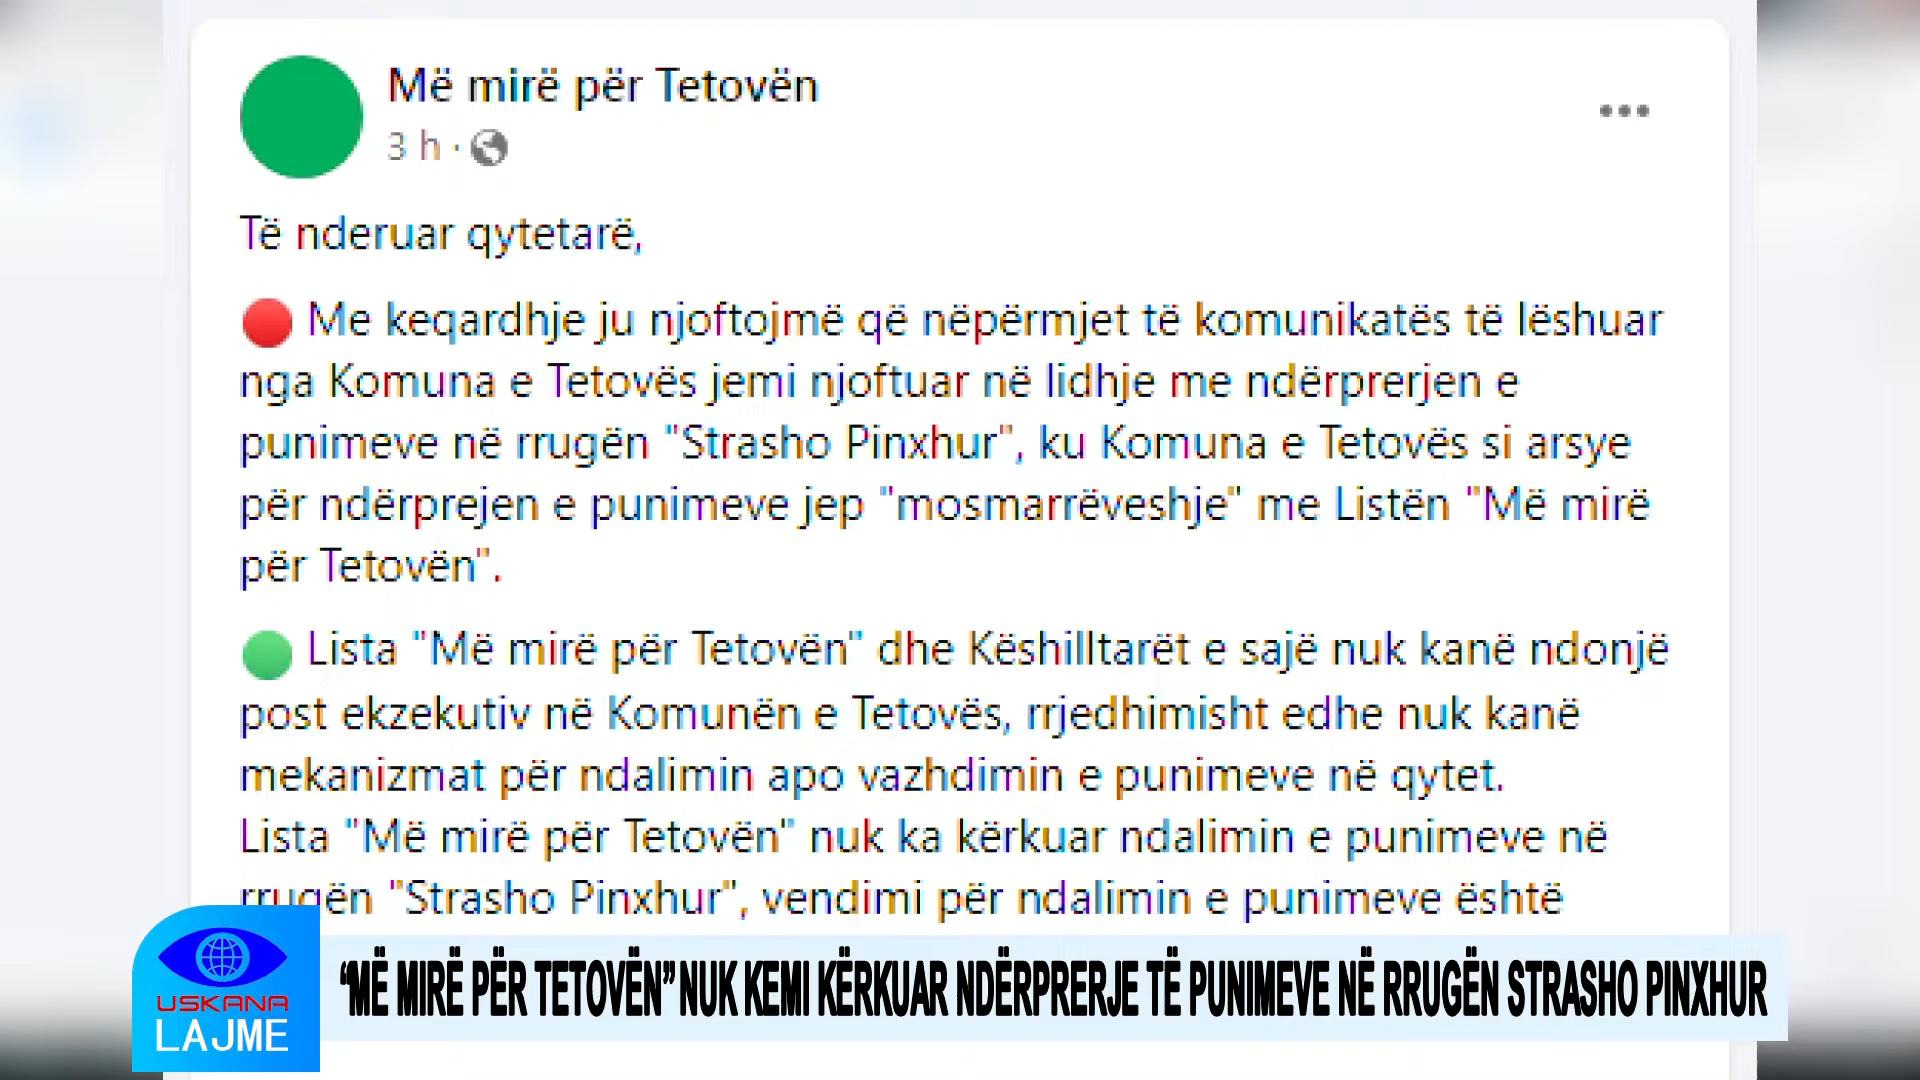 Më mirë për Tetovën
3 h ·
Të nderuar qytetarë,
Me keqardhje ju njoftojmë që nëpërmjet të komunikatës të lëshuar
nga Komuna e Tetovës jemi njoftuar në lidhje me ndërprerjen e
punimeve në rrugën "Strasho Pinxhur", ku Komuna e Tetovës si arsye
për ndërprejen e punimeve jep "mosmarrëveshje" me Listën "Më mirë
për Tetovën".
Lista "Më mirë për Tetovën" dhe Këshilltarët e sajë nuk kanë ndonjë
post ekzekutiv në Komunën e Tetovës, rrjedhimisht edhe nuk kanë
mekanizmat për ndalimin apo vazhdimin e punimeve në qytet.
Lista "Më mirë për Tetovën" nuk ka kërkuar ndalimin e punimeve në
rrugën "Strasho Pinxhur", vendimi për ndalimin e punimeve është
USKANA
LAJME
“MË MIRË PËR TETOVËN” NUK KEMI KËRKUAR NDËRPRERJE TË PUNIMEVE NË RRUGËN STRASHO PINXHUR